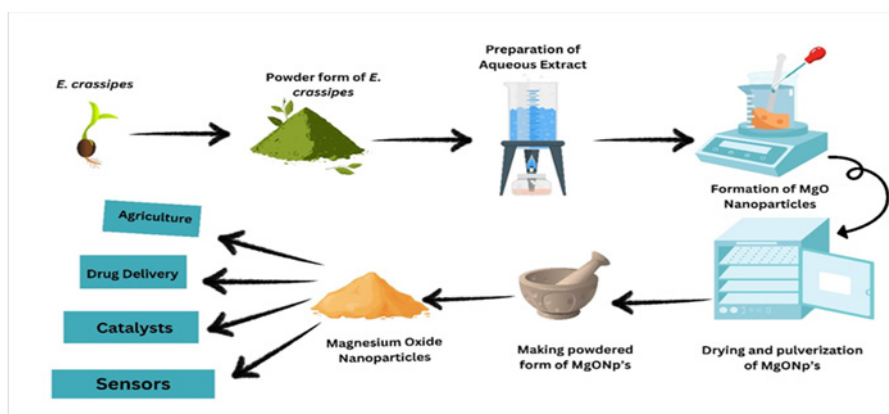 E. crassipes
Powder form of E.
crassipes
Preparation of
Aqueous Extract
Formation of MgO
Nanoparticles
Drying and pulverization
of MgONp's
Making powdered
form of MgONp's
Magnesium Oxide
Nanoparticles
Agriculture
Drug Delivery
Catalysts
Sensors